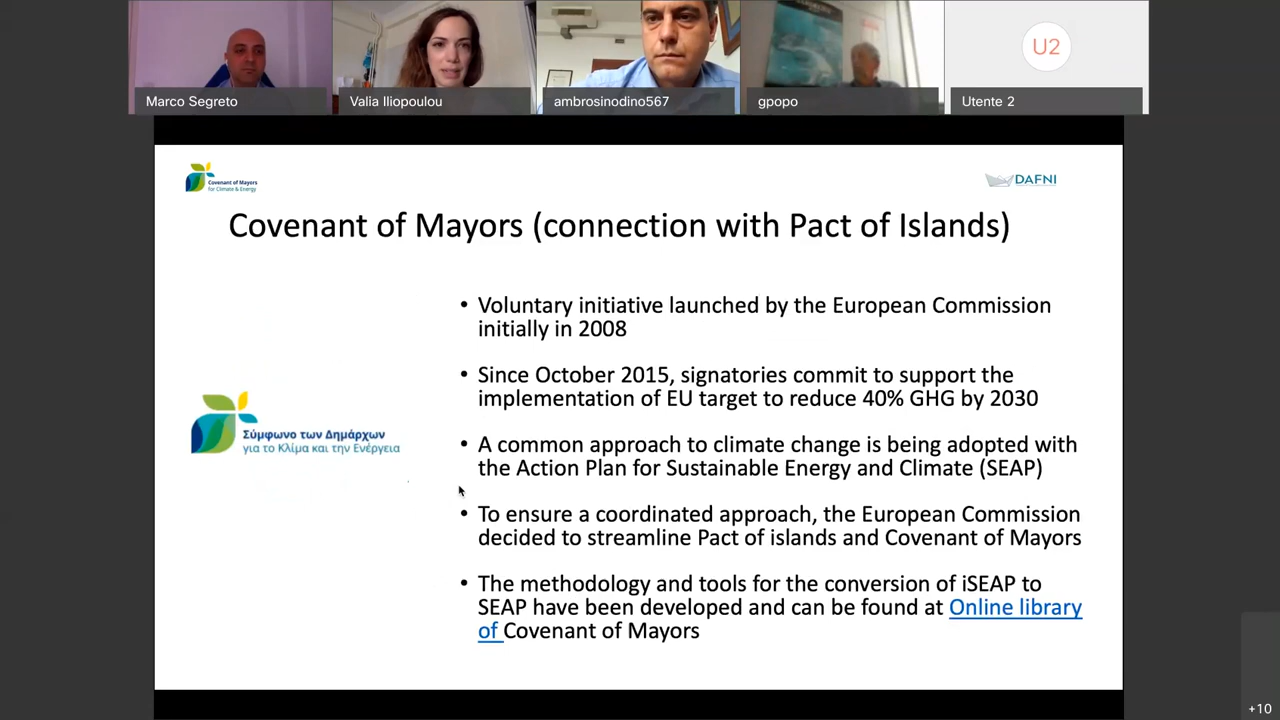 Marco Segreto
Valia Iliopoulou
ambrosinodino567
gpopo
U2
Utente 2
Covenant of Mayors
for Climate & Energy
DAFNI
Covenant of Mayors (connection with Pact of Islands)
• Voluntary initiative launched by the European Commission
initially in 2008
• Since October 2015, signatories commit to support the
implementation of EU target to reduce 40% GHG by 2030
• A common approach to climate change is being adopted with
the Action Plan for Sustainable Energy and Climate (SEAP)
• To ensure a coordinated approach, the European Commission
decided to streamline Pact of islands and Covenant of Mayors
• The methodology and tools for the conversion of iSEAP to
SEAP have been developed and can be found at Online library
of Covenant of Mayors
Σύμφωνο των Δημάρχων
για το Κλίμα και την Ενέργεια
+10